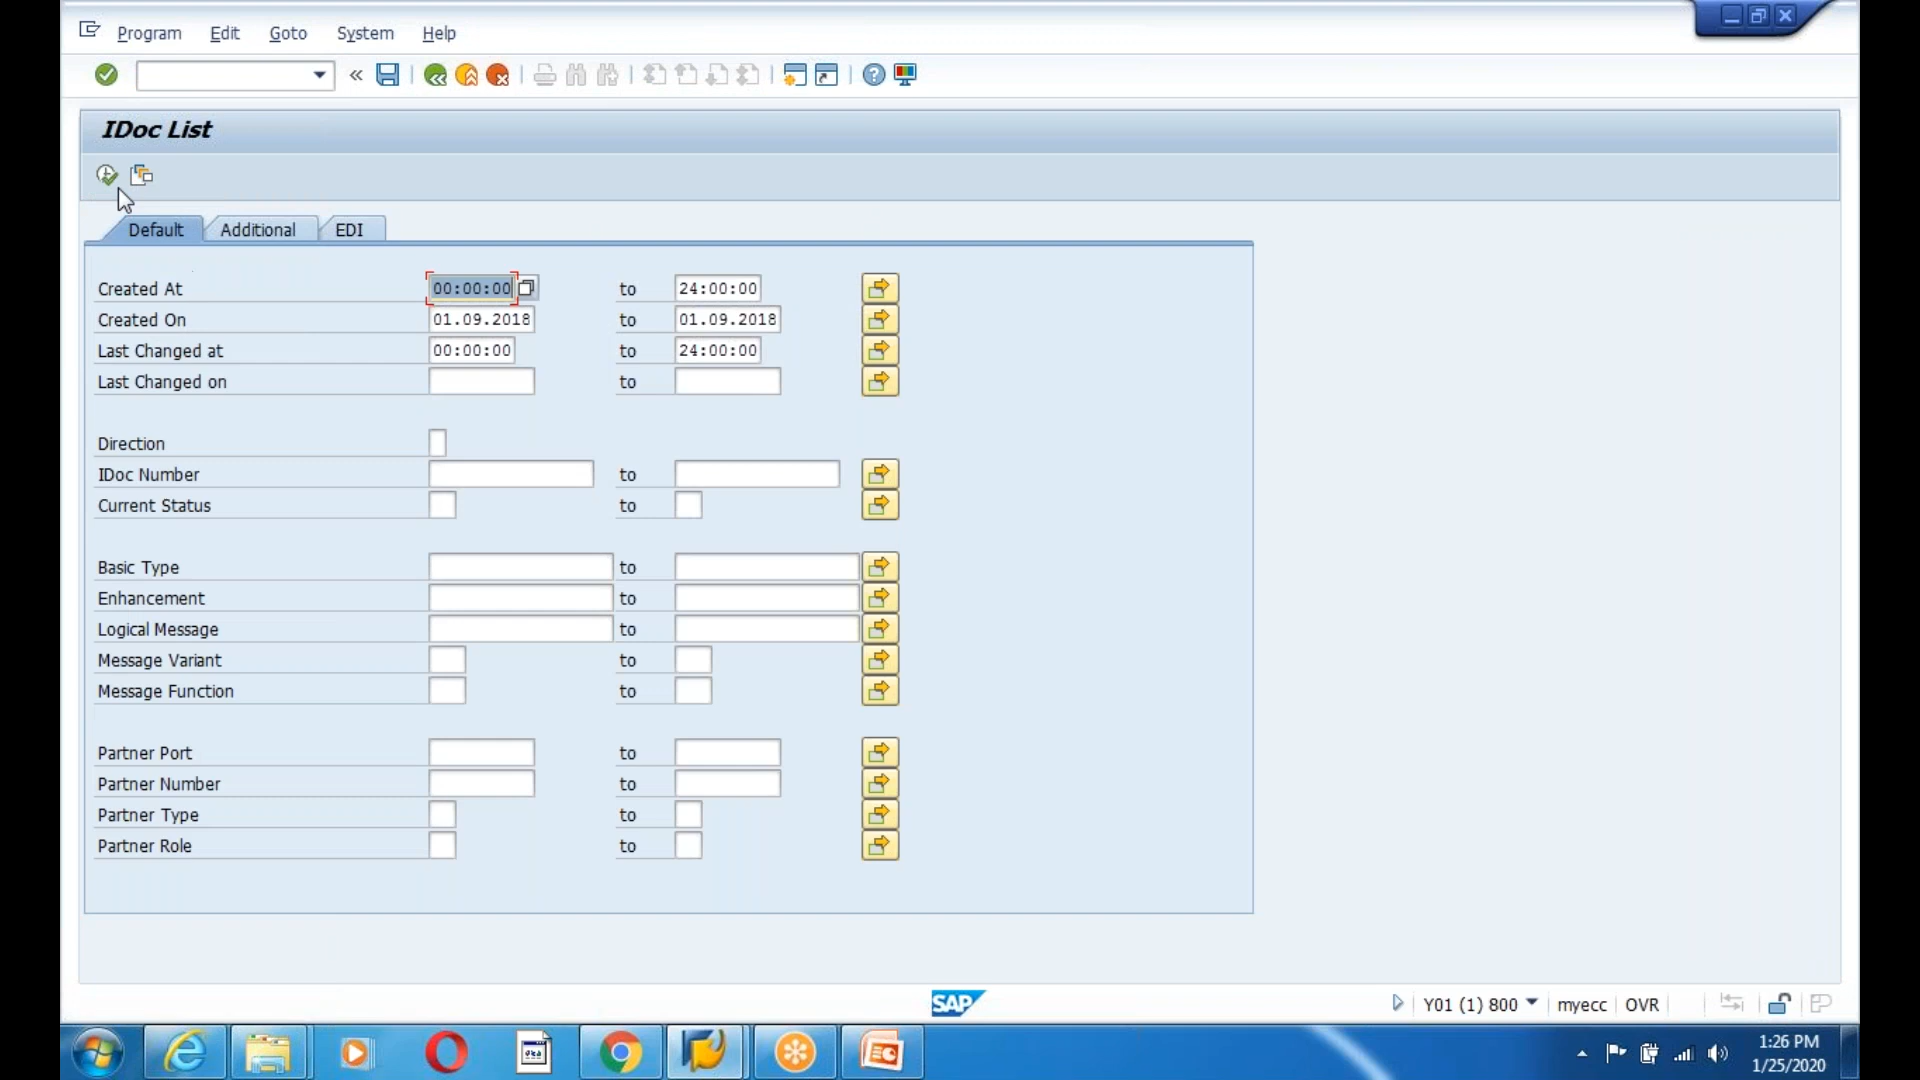 Program Edit Goto System Help
IDoc List
Default Additional EDI
Created At 00:00:00 to 24:00:00
Created On 01.09.2018 to 01.09.2018
Last Changed at 00:00:00 to 24:00:00
Last Changed on to
Direction
IDoc Number to
Current Status to
Basic Type to
Enhancement to
Logical Message to
Message Variant to
Message Function to
Partner Port to
Partner Number to
Partner Type to
Partner Role to
SAP Y01 (1) 800 myecc OVR
1:26 PM
1/25/2020